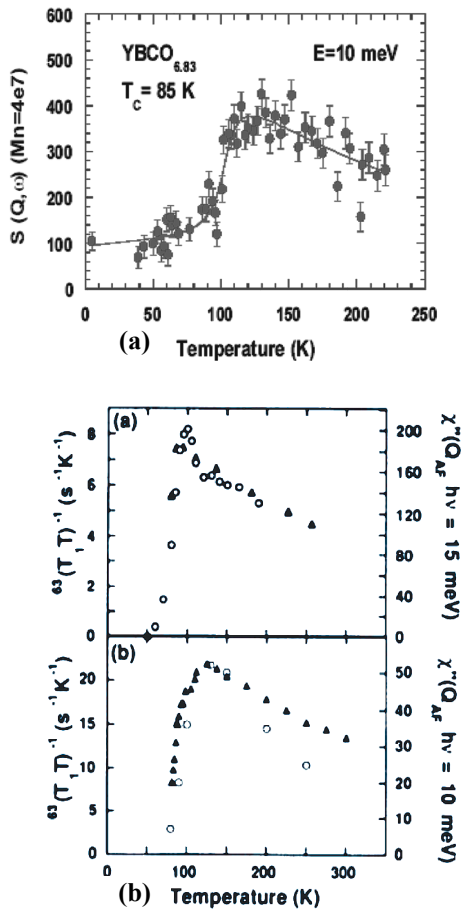 600
500
400
300
200
100
0
S (Q,ω) (Mn=4e7)
YBCO6.83
E=10 meV
TC= 85 K
0 50 100 150 200 250
(a) Temperature (K)
(a)
8
6
4
2
0
63(T1T)-1 (s-1K-1)
200
160
120
80
40
0
χ"(QAF hν = 15 meV)
(b)
20
15
10
5
0
63(T1T)-1 (s-1K-1)
50
40
30
20
10
0
χ"(QAF hν = 10 meV)
0 100 200 300
(b) Temperature (K)